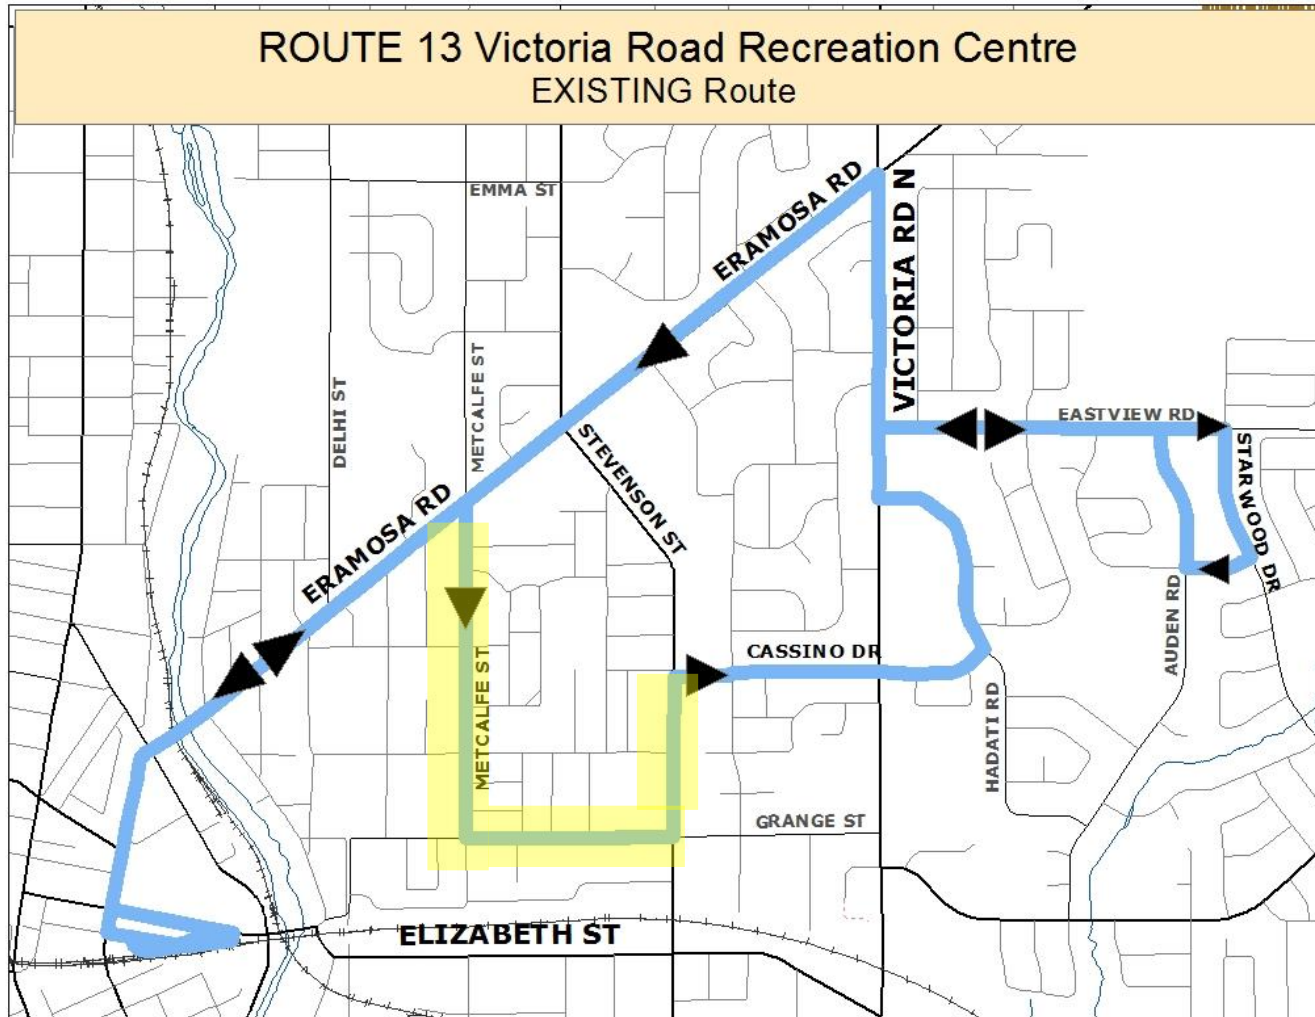 ROUTE 13 Victoria Road Recreation Centre
EXISTING Route
EMMA ST
ERAMOSA RD
VICTORIA RD N
METCALFE ST
DELHI ST
STEVENSON ST
EASTVIEW RD
STARWOOD DR
ERAMOSA RD
AUDEN RD
CASSINO DR
METCALFE ST
HADATI RD
GRANGE ST
ELIZABETH ST